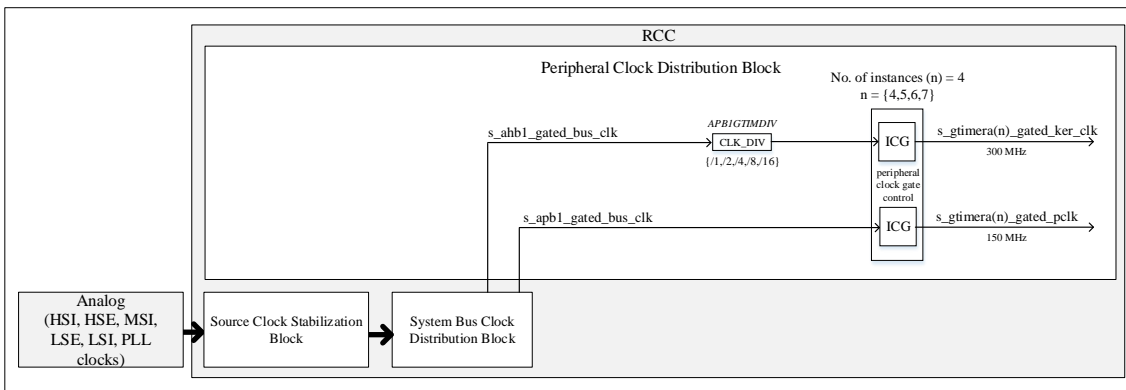 RCC
Peripheral Clock Distribution Block
No. of instances (n) = 4
n = {4,5,6,7}
s_ahb1_gated_bus_clk
APB1GTIMDIV
CLK_DIV
{/1,/2,/4,/8,/16}
ICG
s_gtimera(n)_gated_ker_clk
300 MHz
peripheral
clock gate
control
s_apb1_gated_bus_clk
ICG
s_gtimera(n)_gated_pclk
150 MHz
Analog
(HSI, HSE, MSI,
LSE, LSI, PLL
clocks)
Source Clock Stabilization
Block
System Bus Clock
Distribution Block